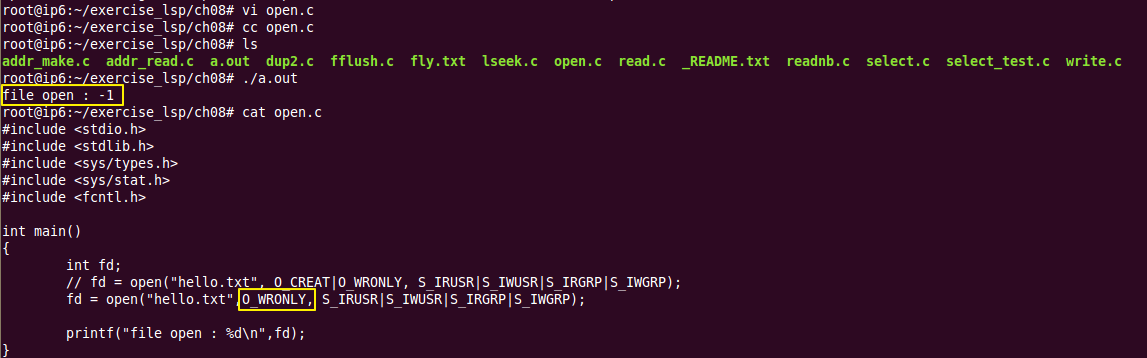 root@ip6:~/exercise_lsp/ch08# vi open.c
root@ip6:~/exercise_lsp/ch08# cc open.c
root@ip6:~/exercise_lsp/ch08# ls
addr_make.c  addr_read.c  a.out  dup2.c  fflush.c  fly.txt  lseek.c  open.c  read.c  _README.txt  readnb.c  select.c  select_test.c  write.c
root@ip6:~/exercise_lsp/ch08# ./a.out
file open : -1
root@ip6:~/exercise_lsp/ch08# cat open.c
#include <stdio.h>
#include <stdlib.h>
#include <sys/types.h>
#include <sys/stat.h>
#include <fcntl.h>

int main()
{
        int fd;
        // fd = open("hello.txt", O_CREAT|O_WRONLY, S_IRUSR|S_IWUSR|S_IRGRP|S_IWGRP);
        fd = open("hello.txt",O_WRONLY, S_IRUSR|S_IWUSR|S_IRGRP|S_IWGRP);

        printf("file open : %d\n",fd);
}